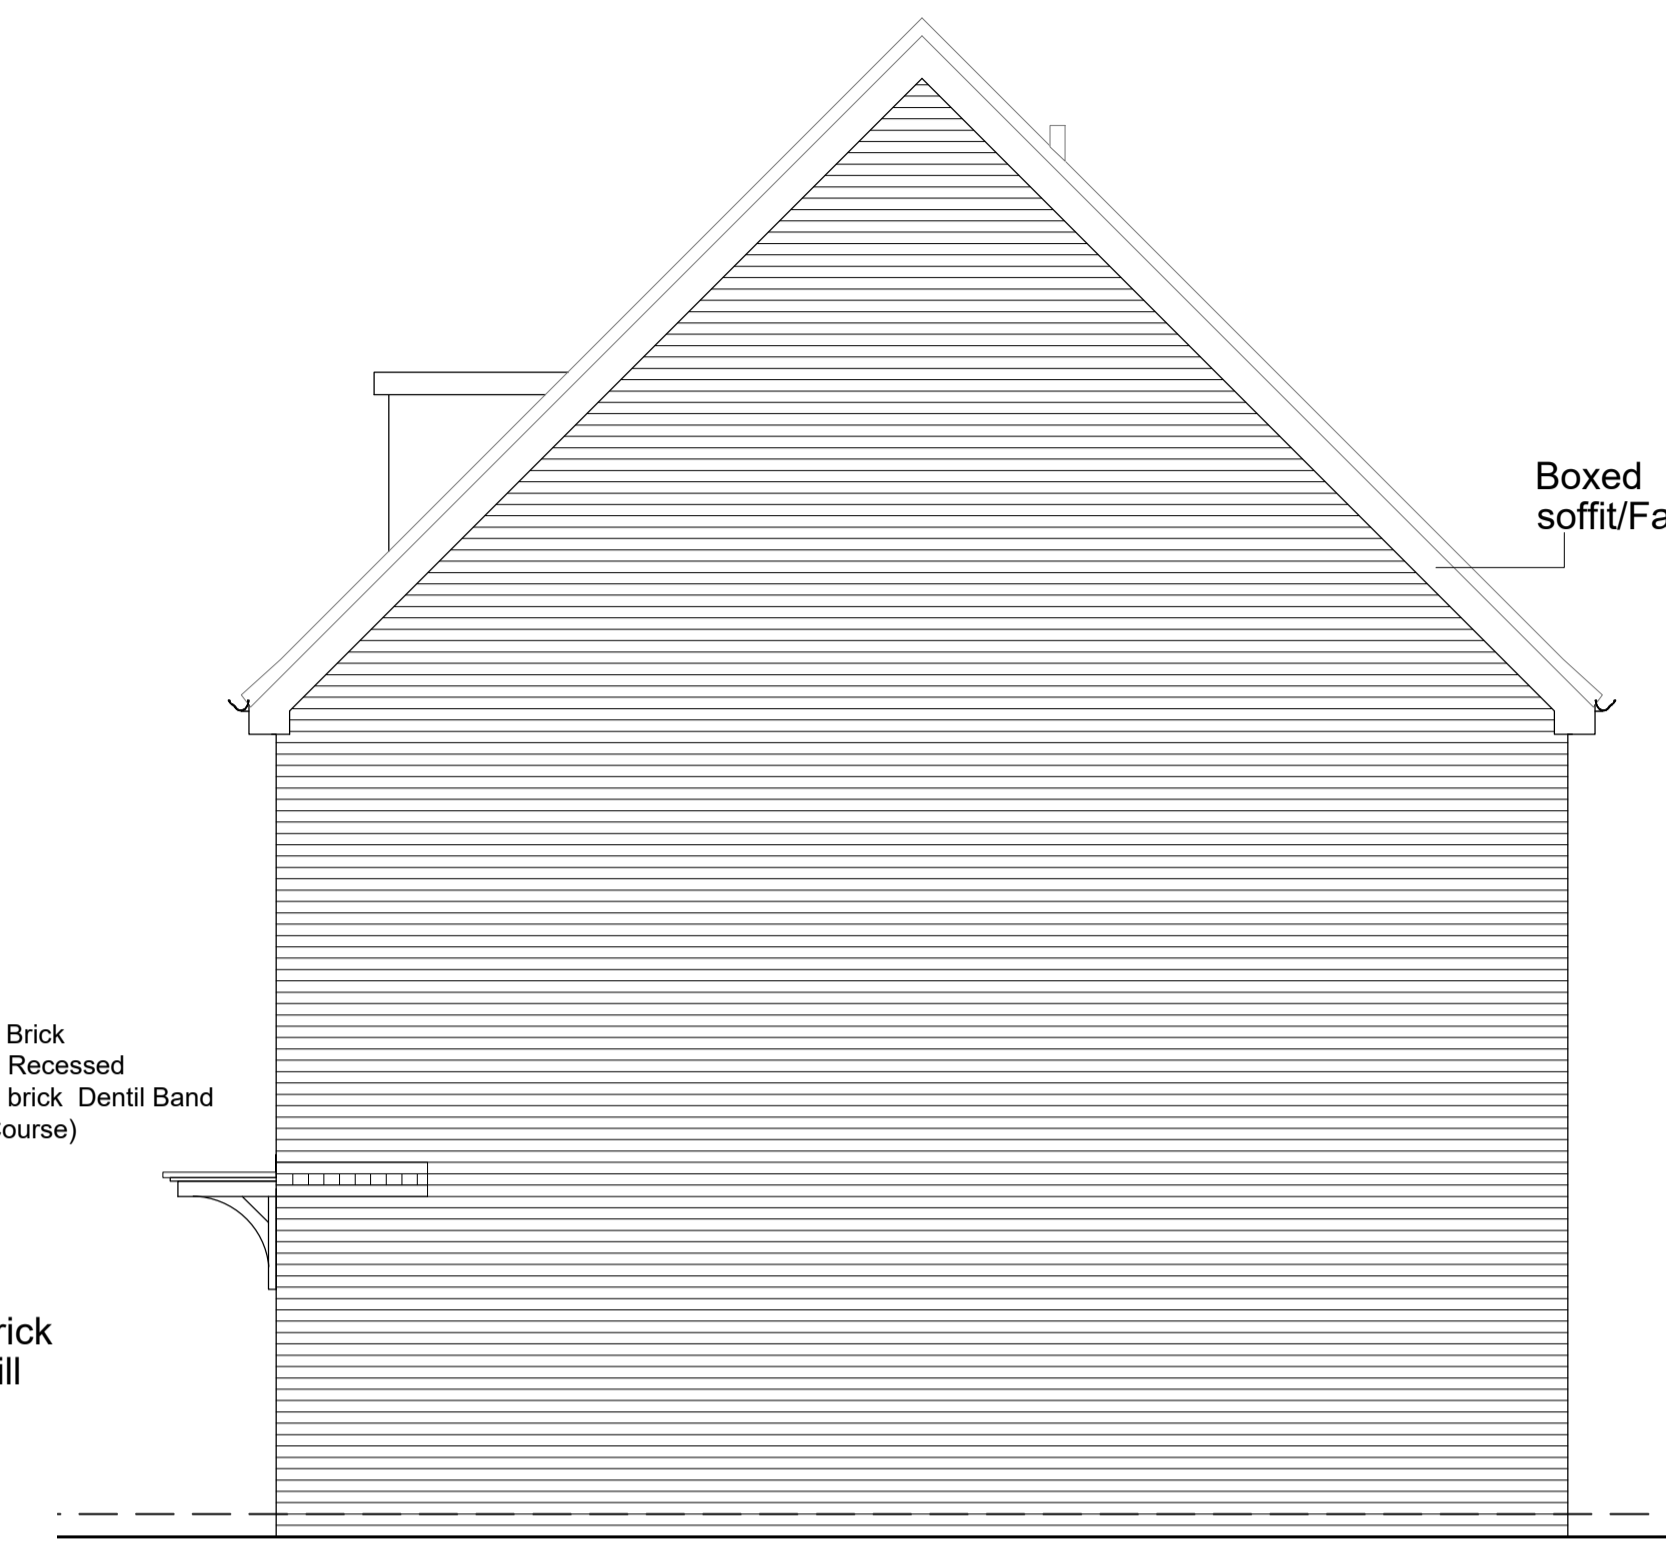 Boxed
soffit/Fa
Brick
Recessed
brick Dentil Band
ourse)
rick
ill